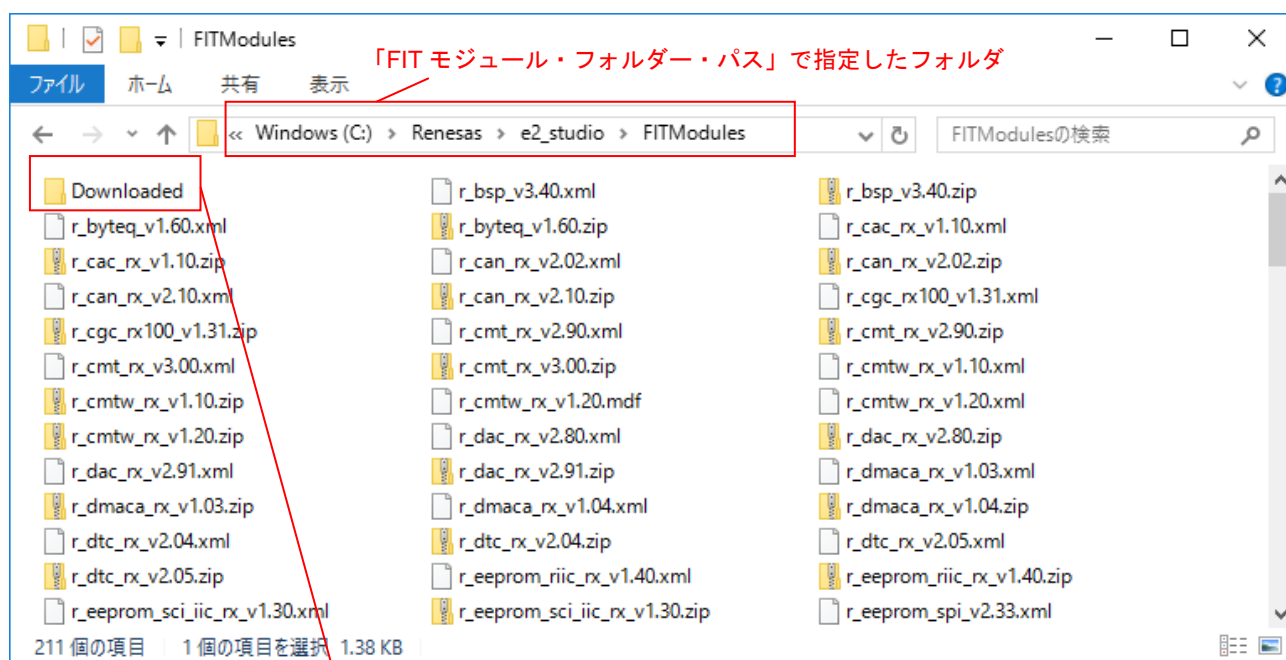 FITModules
「FIT モジュール・フォルダー・パス」で指定したフォルダ
ファイル ホーム 共有 表示
« Windows (C:) › Renesas › e2_studio › FITModules
FITModulesの検索
Downloaded r_bsp_v3.40.xml r_bsp_v3.40.zip
r_byteq_v1.60.xml r_byteq_v1.60.zip r_cac_rx_v1.10.xml
r_cac_rx_v1.10.zip r_can_rx_v2.02.xml r_can_rx_v2.02.zip
r_can_rx_v2.10.xml r_can_rx_v2.10.zip r_cgc_rx100_v1.31.xml
r_cgc_rx100_v1.31.zip r_cmt_rx_v2.90.xml r_cmt_rx_v2.90.zip
r_cmt_rx_v3.00.xml r_cmt_rx_v3.00.zip r_cmtw_rx_v1.10.xml
r_cmtw_rx_v1.10.zip r_cmtw_rx_v1.20.mdf r_cmtw_rx_v1.20.xml
r_cmtw_rx_v1.20.zip r_dac_rx_v2.80.xml r_dac_rx_v2.80.zip
r_dac_rx_v2.91.xml r_dac_rx_v2.91.zip r_dmaca_rx_v1.03.xml
r_dmaca_rx_v1.03.zip r_dmaca_rx_v1.04.xml r_dmaca_rx_v1.04.zip
r_dtc_rx_v2.04.xml r_dtc_rx_v2.04.zip r_dtc_rx_v2.05.xml
r_dtc_rx_v2.05.zip r_eeprom_riic_rx_v1.40.xml r_eeprom_riic_rx_v1.40.zip
r_eeprom_sci_iic_rx_v1.30.xml r_eeprom_sci_iic_rx_v1.30.zip r_eeprom_spi_v2.33.xml
211 個の項目 1 個の項目を選択 1.38 KB